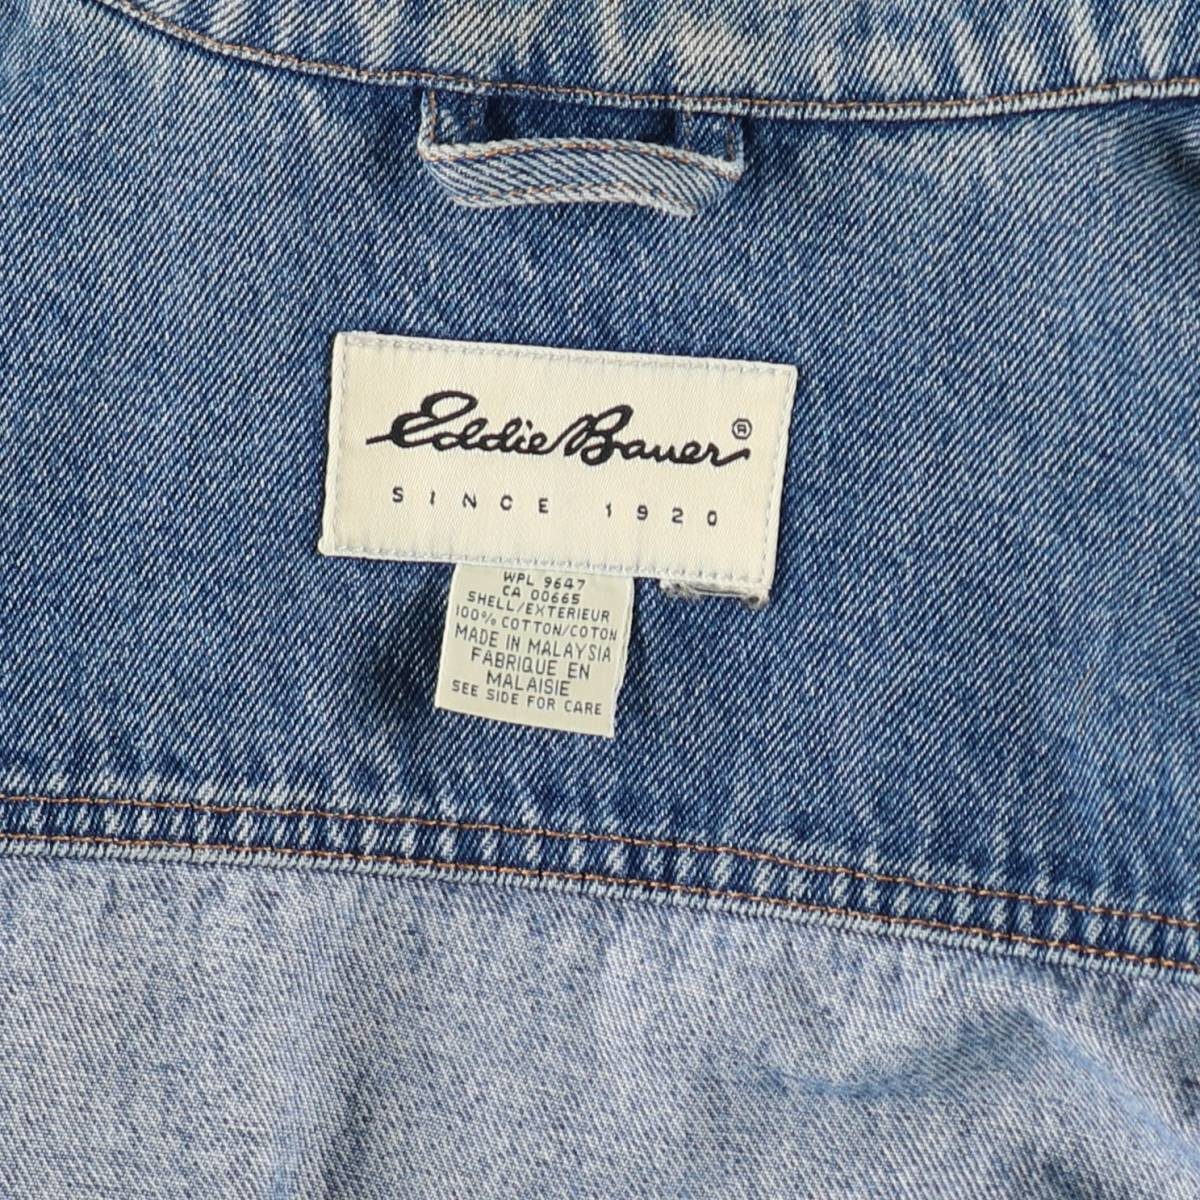 Eddie Bauer®
SINCE 1920
WPL 9647
CA 00665
SHELL/EXTERIEUR
100% COTTON/COTON
MADE IN MALAYSIA
FABRIQUE EN
MALAISIE
SEE SIDE FOR CARE